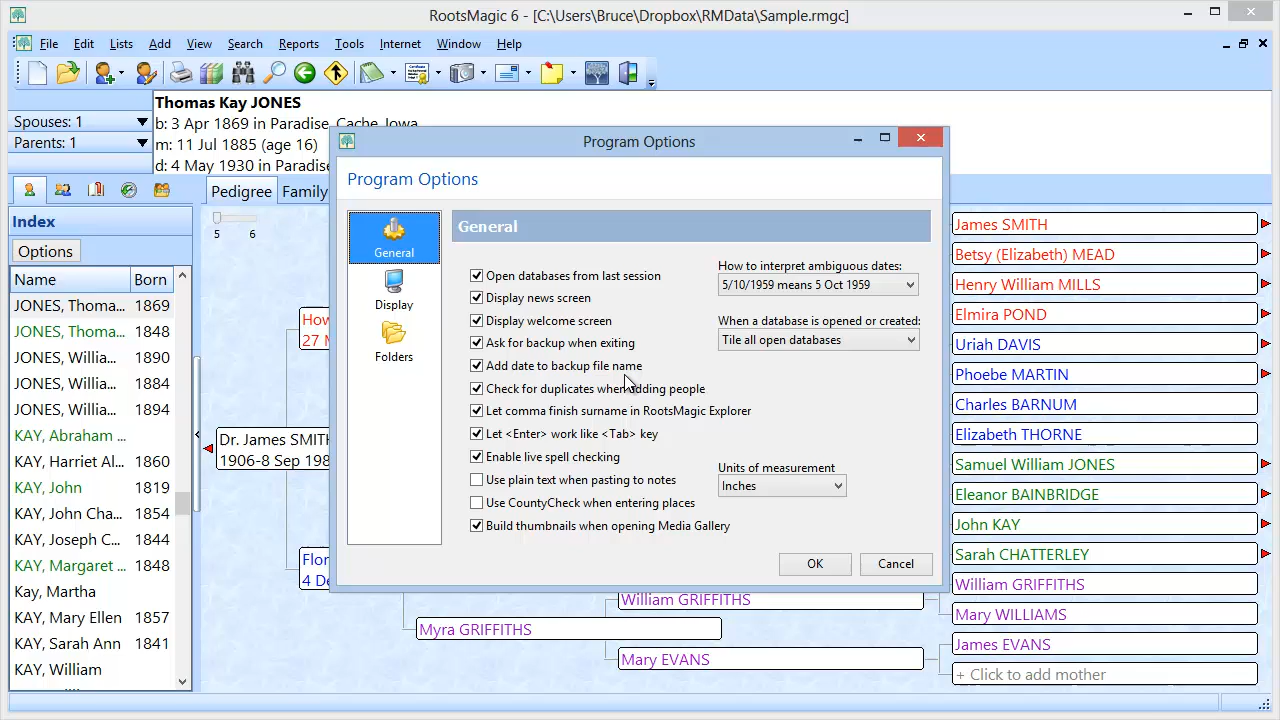 RootsMagic 6 - [C:\Users\Bruce\Dropbox\RMData\Sample.rmgc]
File Edit Lists Add View Search Reports Tools Internet Window Help
Thomas Kay JONES
b: 3 Apr 1869 in Paradise, Cache, Iowa
m: 11 Jul 1885 (age 16)
d: 4 May 1930 in Paradise
Spouses: 1
Parents: 1
Pedigree Family
Index
Options
Name Born
JONES, Thoma... 1869
JONES, Thoma... 1848
JONES, Willia... 1890
JONES, Willia... 1884
JONES, Willia... 1894
KAY, Abraham ...
KAY, Harriet Al... 1860
KAY, John 1819
KAY, John Cha... 1854
KAY, Joseph C... 1844
KAY, Margaret ... 1848
Kay, Martha
KAY, Mary Ellen 1857
KAY, Sarah Ann 1841
KAY, William
5 6
How
27 M
Dr. James SMITH
1906-8 Sep 198
Flor
4 De
Myra GRIFFITHS
William GRIFFITHS
Mary EVANS
Program Options
Program Options
General
Display
Folders
General
Open databases from last session
Display news screen
Display welcome screen
Ask for backup when exiting
Add date to backup file name
Check for duplicates when adding people
Let comma finish surname in RootsMagic Explorer
Let <Enter> work like <Tab> key
Enable live spell checking
Use plain text when pasting to notes
Use CountyCheck when entering places
Build thumbnails when opening Media Gallery
How to interpret ambiguous dates:
5/10/1959 means 5 Oct 1959
When a database is opened or created:
Tile all open databases
Units of measurement
Inches
OK Cancel
James SMITH
Betsy (Elizabeth) MEAD
Henry William MILLS
Elmira POND
Uriah DAVIS
Phoebe MARTIN
Charles BARNUM
Elizabeth THORNE
Samuel William JONES
Eleanor BAINBRIDGE
John KAY
Sarah CHATTERLEY
William GRIFFITHS
Mary WILLIAMS
James EVANS
+ Click to add mother